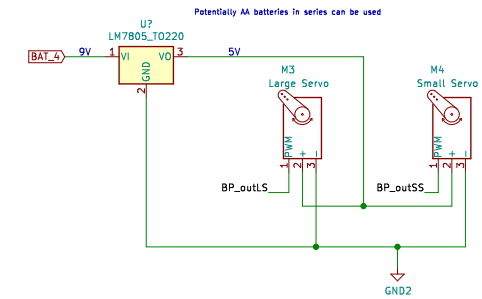 Potentially AA batteries in series can be used
U?
LM7805_TO220
BAT_4
9V
1
VI
VO
3
5V
GND
2
M3
Large Servo
M4
Small Servo
PWM
+
-
1
2
3
PWM
+
-
1
2
3
BP_outLS
BP_outSS
GND2